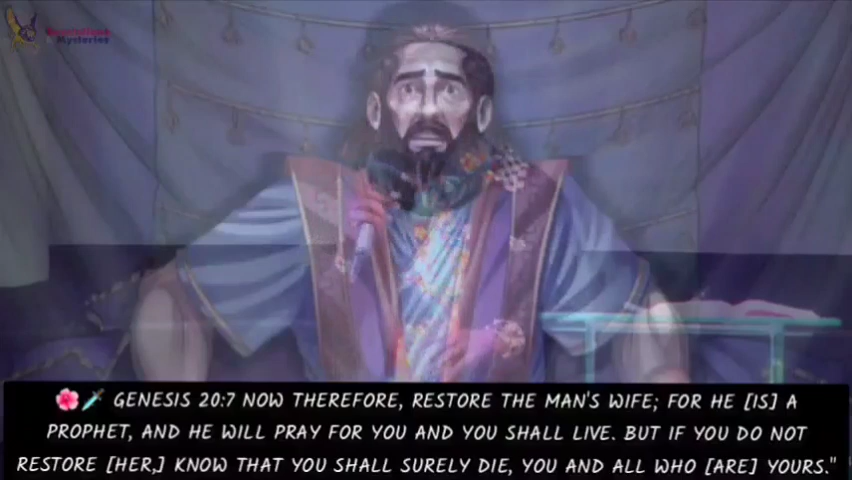 Revelations
& Mysteries
🌺🗡️ GENESIS 20:7 NOW THEREFORE, RESTORE THE MAN'S WIFE; FOR HE [IS] A
PROPHET, AND HE WILL PRAY FOR YOU AND YOU SHALL LIVE. BUT IF YOU DO NOT
RESTORE [HER,] KNOW THAT YOU SHALL SURELY DIE, YOU AND ALL WHO [ARE] YOURS."